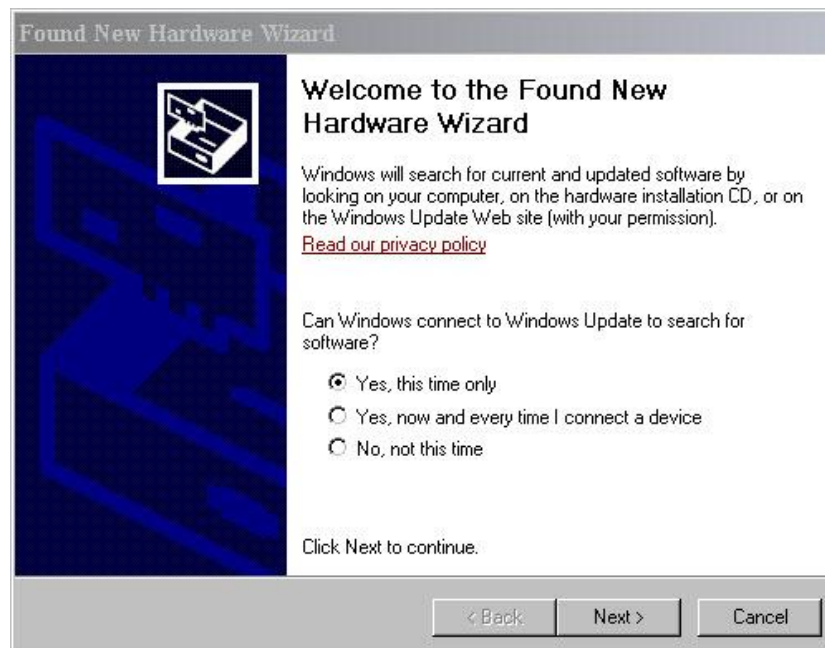 Found New Hardware Wizard
Welcome to the Found New
Hardware Wizard
Windows will search for current and updated software by
looking on your computer, on the hardware installation CD, or on
the Windows Update Web site (with your permission).
Read our privacy policy
Can Windows connect to Windows Update to search for
software?
Yes, this time only
Yes, now and every time I connect a device
No, not this time
Click Next to continue.
< Back
Next >
Cancel